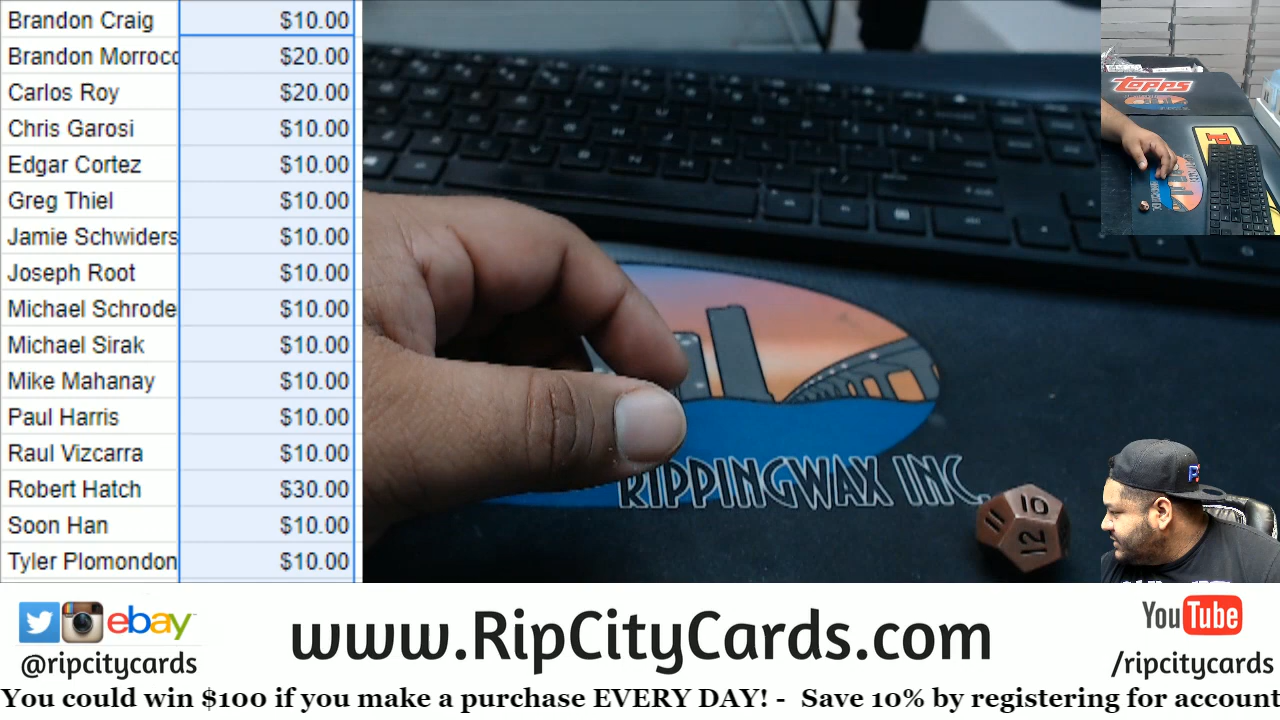 Brandon Craig $10.00
Brandon Morrocc $20.00
Carlos Roy $20.00
Chris Garosi $10.00
Edgar Cortez $10.00
Greg Thiel $10.00
Jamie Schwiders $10.00
Joseph Root $10.00
Michael Schrode $10.00
Michael Sirak $10.00
Mike Mahanay $10.00
Paul Harris $10.00
Raul Vizcarra $10.00
Robert Hatch $30.00
Soon Han $10.00
Tyler Plomondon $10.00
topps
RIPPINGWAX INC.
11 10
12
ebay
@ripcitycards
www.RipCityCards.com
YouTube
/ripcitycards
You could win $100 if you make a purchase EVERY DAY! - Save 10% by registering for account